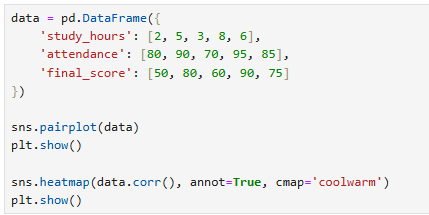 data = pd.DataFrame({
    'study_hours': [2, 5, 3, 8, 6],
    'attendance': [80, 90, 70, 95, 85],
    'final_score': [50, 80, 60, 90, 75]
})

sns.pairplot(data)
plt.show()

sns.heatmap(data.corr(), annot=True, cmap='coolwarm')
plt.show()